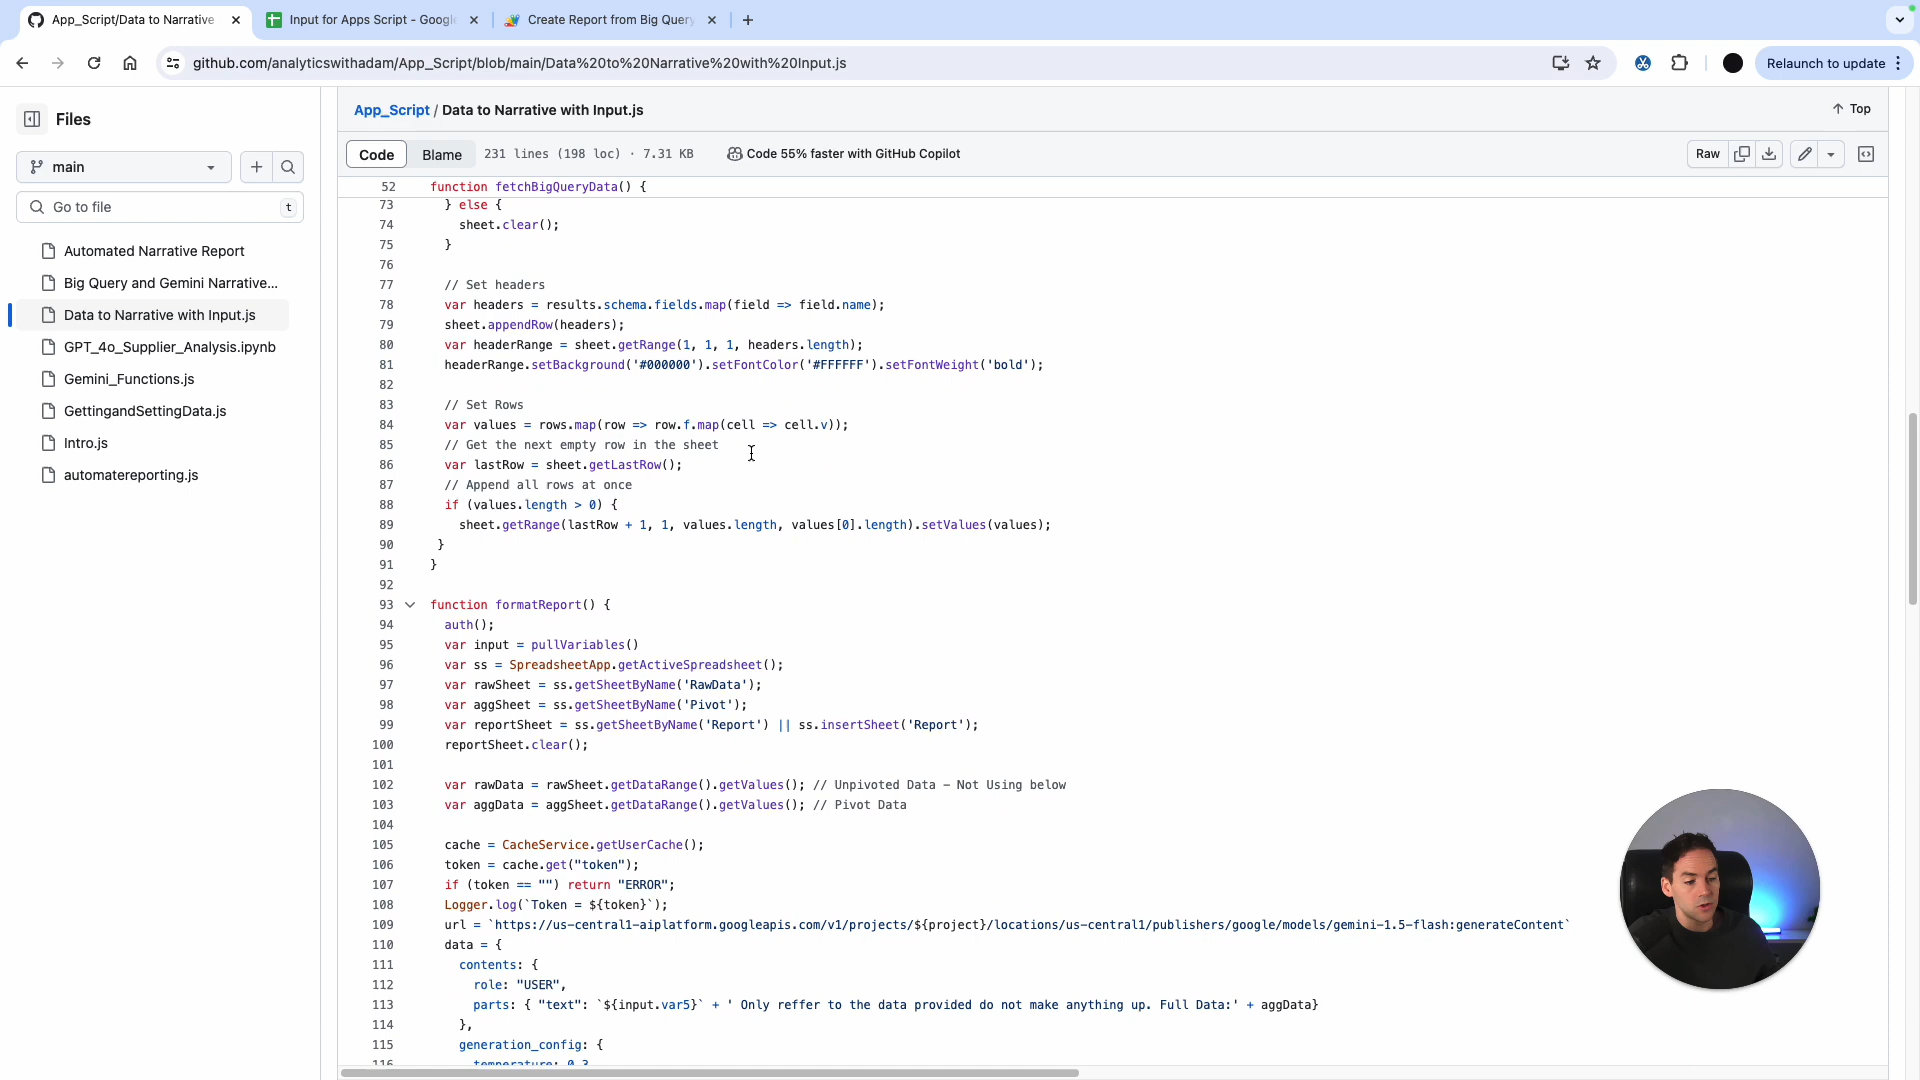 App_Script/Data to Narrative
Input for Apps Script - Google
Create Report from Big Query
github.com/analyticswithadam/App_Script/blob/main/Data%20to%20Narrative%20with%20Input.js
Relaunch to update
Files
main
Go to file
t
Automated Narrative Report
Big Query and Gemini Narrative...
Data to Narrative with Input.js
GPT_4o_Supplier_Analysis.ipynb
Gemini_Functions.js
GettingandSettingData.js
Intro.js
automatereporting.js
App_Script / Data to Narrative with Input.js
Top
Code
Blame
231 lines (198 loc) · 7.31 KB
Code 55% faster with GitHub Copilot
Raw
52 function fetchBigQueryData() {
73 } else {
74 sheet.clear();
75 }
76
77 // Set headers
78 var headers = results.schema.fields.map(field => field.name);
79 sheet.appendRow(headers);
80 var headerRange = sheet.getRange(1, 1, 1, headers.length);
81 headerRange.setBackground('#000000').setFontColor('#FFFFFF').setFontWeight('bold');
82
83 // Set Rows
84 var values = rows.map(row => row.f.map(cell => cell.v));
85 // Get the next empty row in the sheet
86 var lastRow = sheet.getLastRow();
87 // Append all rows at once
88 if (values.length > 0) {
89 sheet.getRange(lastRow + 1, 1, values.length, values[0].length).setValues(values);
90 }
91 }
92
93 function formatReport() {
94 auth();
95 var input = pullVariables()
96 var ss = SpreadsheetApp.getActiveSpreadsheet();
97 var rawSheet = ss.getSheetByName('RawData');
98 var aggSheet = ss.getSheetByName('Pivot');
99 var reportSheet = ss.getSheetByName('Report') || ss.insertSheet('Report');
100 reportSheet.clear();
101
102 var rawData = rawSheet.getDataRange().getValues(); // Unpivoted Data – Not Using below
103 var aggData = aggSheet.getDataRange().getValues(); // Pivot Data
104
105 cache = CacheService.getUserCache();
106 token = cache.get("token");
107 if (token == "") return "ERROR";
108 Logger.log(`Token = ${token}`);
109 url = `https://us-central1-aiplatform.googleapis.com/v1/projects/${project}/locations/us-central1/publishers/google/models/gemini-1.5-flash:generateContent`
110 data = {
111 contents: {
112 role: "USER",
113 parts: { "text": `${input.var5}` + ' Only reffer to the data provided do not make anything up. Full Data:' + aggData}
114 },
115 generation_config: {
116 temperature: 0.3